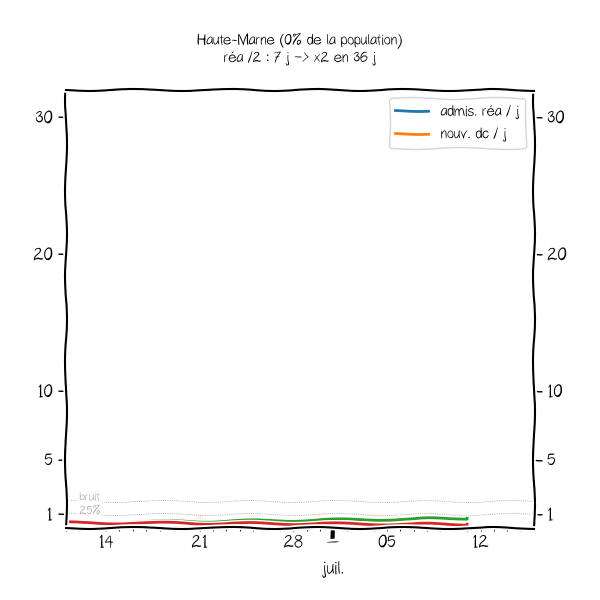 Haute-Marne (0% de la population)
réa /2 : 7 j -> x2 en 36 j
admis. réa / j
nouv. dc / j
30
30
20
20
10
10
5
5
bruit
25%
1
1
14
21
28
05
12
juil.